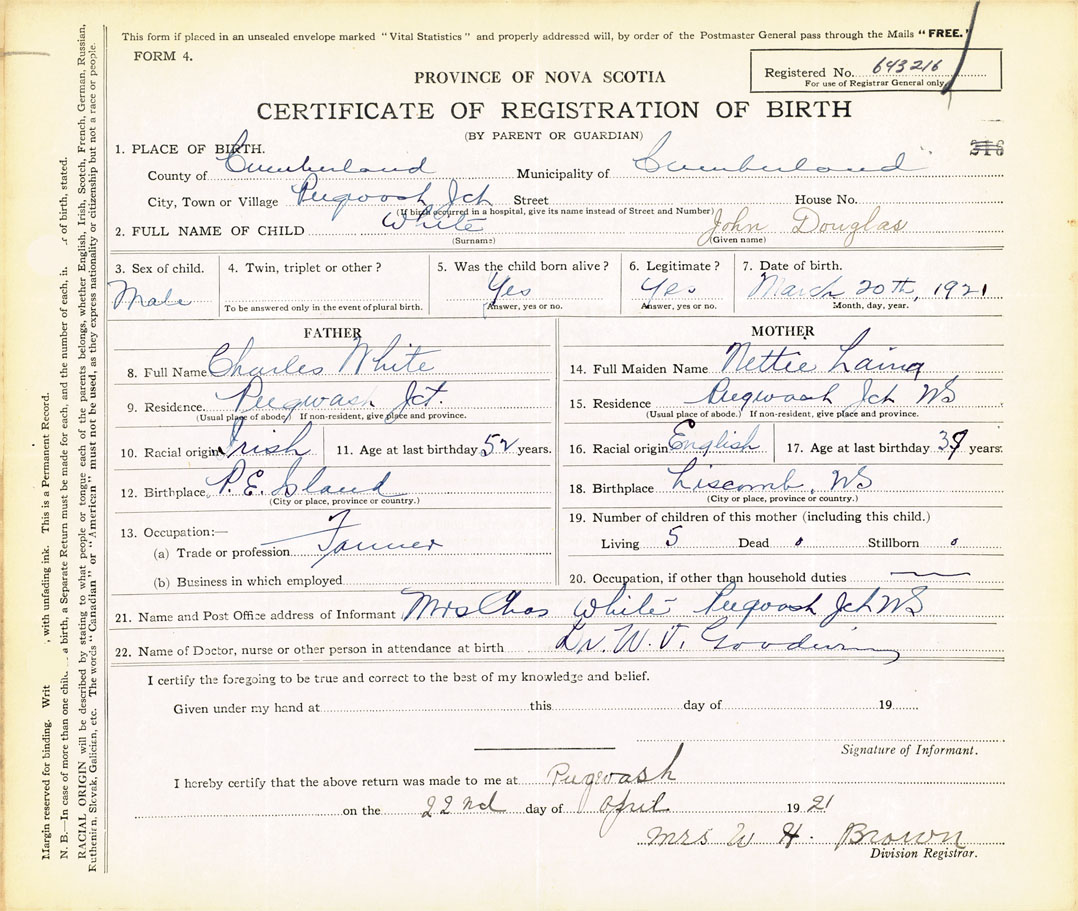 This form if placed in an unsealed envelope marked "Vital Statistics" and properly addressed will, by order of the Postmaster General pass through the Mails "FREE."
FORM 4.
Registered No. 643216
For use of Registrar General only
PROVINCE OF NOVA SCOTIA
CERTIFICATE OF REGISTRATION OF BIRTH
(BY PARENT OR GUARDIAN)
316
1. PLACE OF BIRTH.
County of Cumberland Municipality of Cumberland
City, Town or Village Pugwash Jct Street House No.
(If birth occurred in a hospital, give its name instead of Street and Number)
2. FULL NAME OF CHILD White John Douglas
(Surname) (Given name)
3. Sex of child. 4. Twin, triplet or other? 5. Was the child born alive? 6. Legitimate? 7. Date of birth.
Male Yes Yes March 20th, 1921
To be answered only in the event of plural birth. Answer, yes or no. Answer, yes or no. Month, day, year.
FATHER
8. Full Name Charles White
9. Residence. Pugwash Jct.
(Usual place of abode.) If non-resident, give place and province.
10. Racial origin Irish 11. Age at last birthday 52 years.
12. Birthplace, P.E. Island
(City or place, province or country.)
13. Occupation:—
(a) Trade or profession Farmer
(b) Business in which employed
MOTHER
14. Full Maiden Name Nettie Laing
15. Residence Pugwash Jct NS
(Usual place of abode.) If non-resident, give place and province.
16. Racial origin English 17. Age at last birthday years.
18. Birthplace Liscomb, NS
(City or place, province or country.)
19. Number of children of this mother (including this child.)
Living 5 Dead 0 Stillborn 0
20. Occupation, if other than household duties —
21. Name and Post Office address of Informant Mrs Chas White Pugwash Jct NS
22. Name of Doctor, nurse or other person in attendance at birth Dr. W. V. Goodwin
I certify the foregoing to be true and correct to the best of my knowledge and belief.
Given under my hand at this day of 19
Signature of Informant.
I hereby certify that the above return was made to me at Pugwash
on the 22nd day of April 1921
Mrs W H. Brown
Division Registrar.
Margin reserved for binding. Writ , with unfading ink. This is a Permanent Record.
N. B.—In case of more than one chil a birth, a Separate Return must be made for each, and the number of each, in of birth, stated.
RACIAL ORIGIN will be described by stating to what people or tongue each of the parents belongs, whether English, Irish, Scotch, French, German, Russian,
Ruthenian, Slovak, Galician, etc. The words "Canadian" or "American" must not be used, as they express nationality or citizenship but not a race or people.